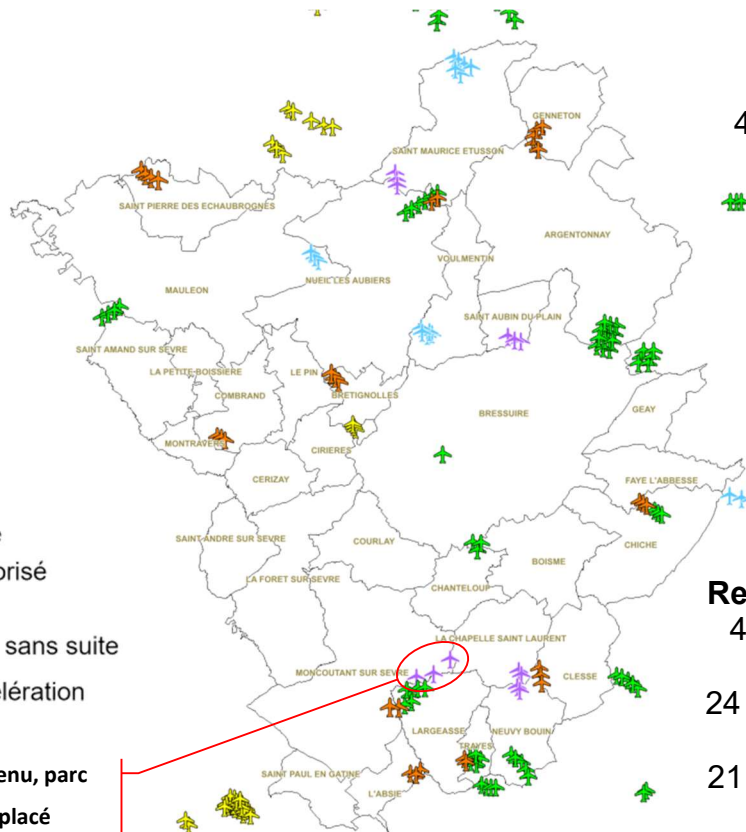 GENNETON
4
SAINT MAURICE ETUSSON
SAINT PIERRE DES ECHAUBROGNES
ARGENTONNAY
VOULMENTIN
NUEIL LES AUBIERS
MAULEON
SAINT AUBIN DU PLAIN
SAINT AMAND SUR SEVRE
LA PETITE BOISSIERE
LE PIN
COMBRAND
BRETIGNOLLES
GEAY
BRESSUIRE
MONTRAVERS
CIRIERES
CERIZAY
FAYE L'ABBESSE
SAINT ANDRE SUR SEVRE
COURLAY
CHICHE
orisé
BOISME
LA FORET SUR SEVRE
CHANTELOUP
Re
4
LA CHAPELLE SAINT LAURENT
sans suite
MONCOUTANT SUR SEVRE
CLESSE
lération
24
LARGEASSE
NEUVY BOUIN
TRAYES
enu, parc
SAINT PAUL EN GATINE
21
L'ABSIE
placé